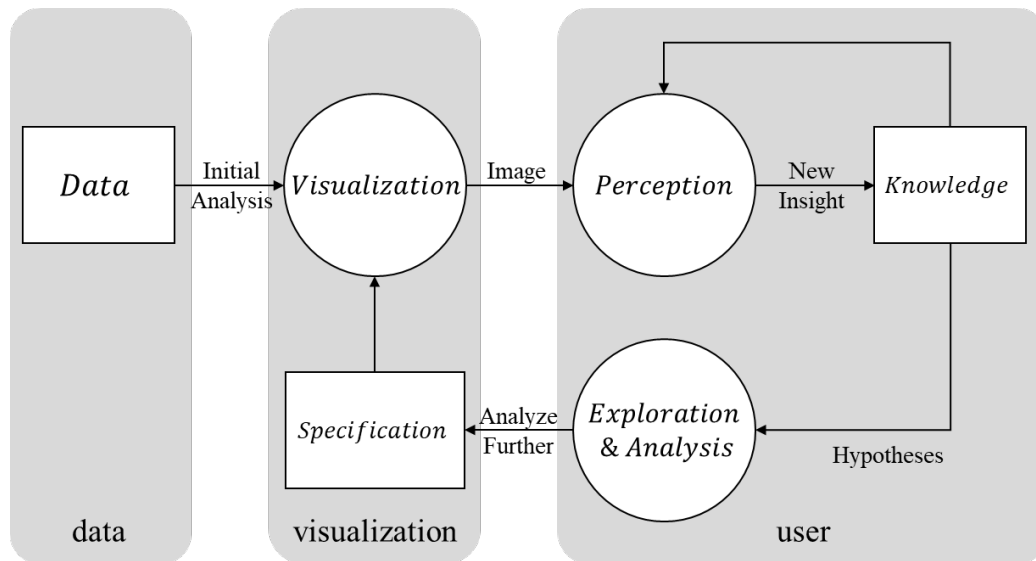 Data
Initial
Analysis
Visualization
Image
Perception
New
Insight
Knowledge
Specification
Analyze
Further
Exploration
& Analysis
Hypotheses
data
visualization
user